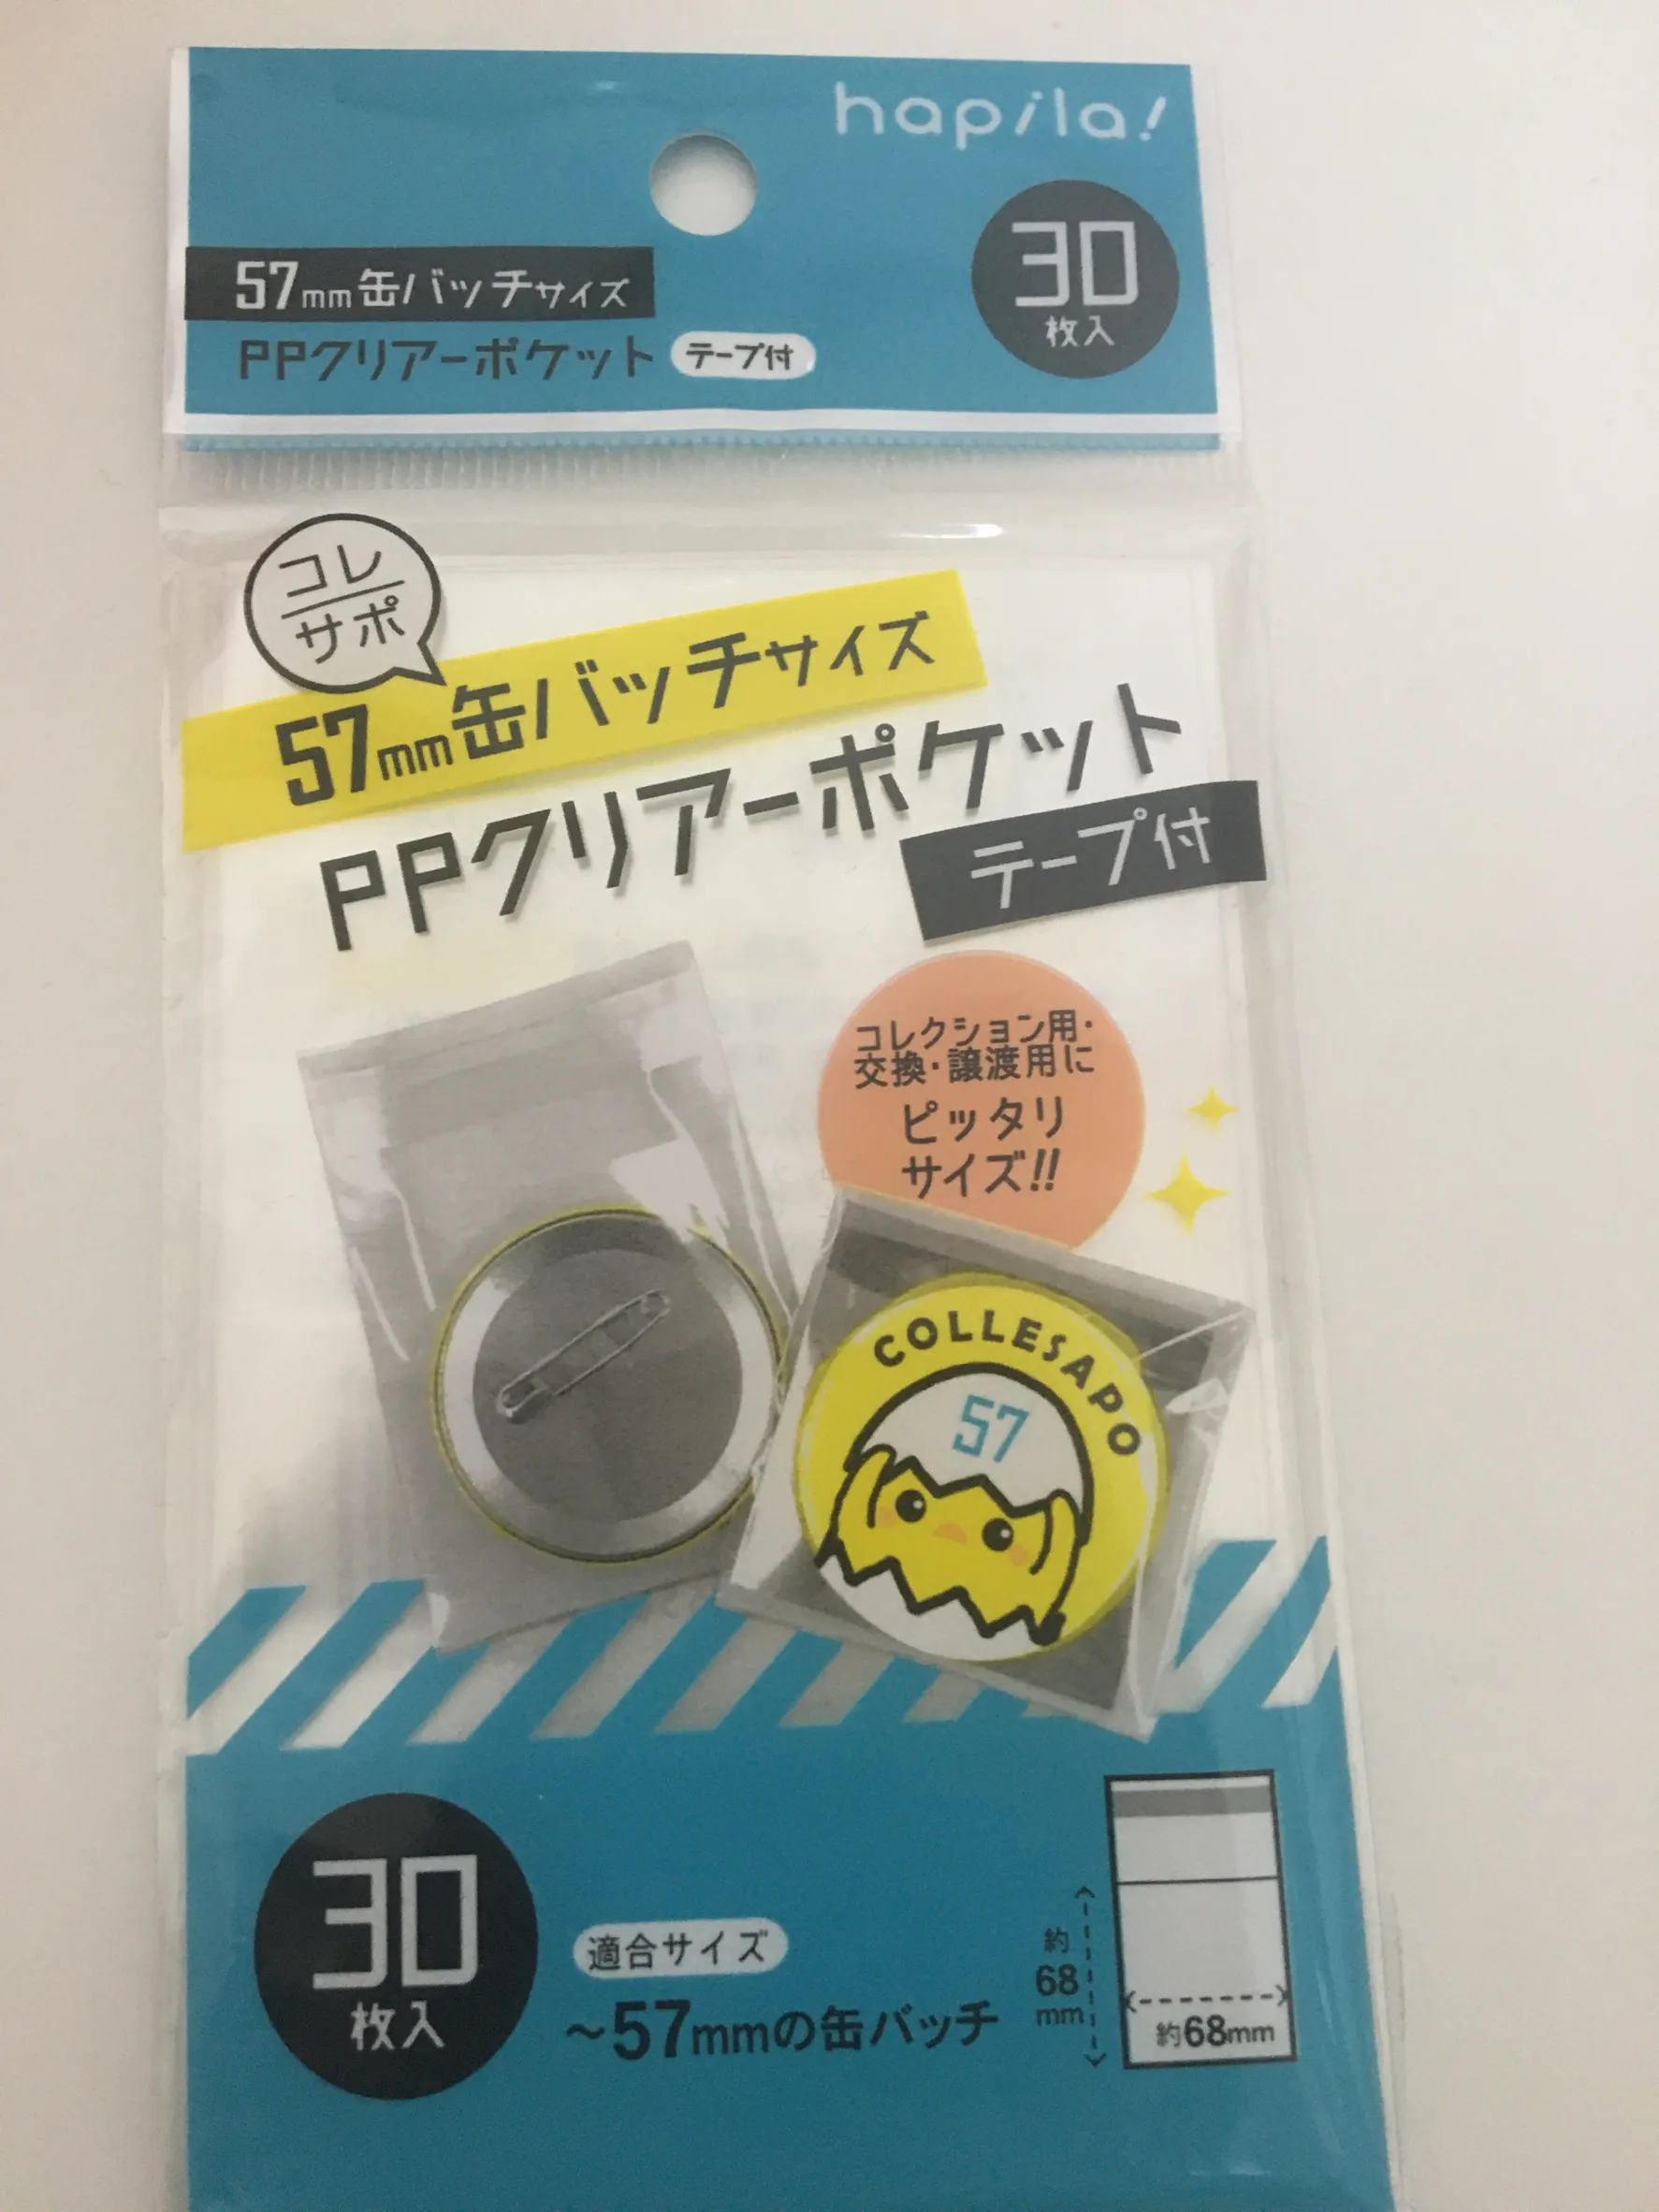 hapila!
30
枚入
57mm缶バッチサイズ
PPクリアーポケット テープ付
コレ
サポ
57mm缶バッチサイズ
PPクリアーポケット
テープ付
コレクション用・
交換・譲渡用に
ピッタリ
サイズ!!
COLLESAPO
57
30
枚入
適合サイズ
～57mmの缶バッチ
約
68
mm
約68mm